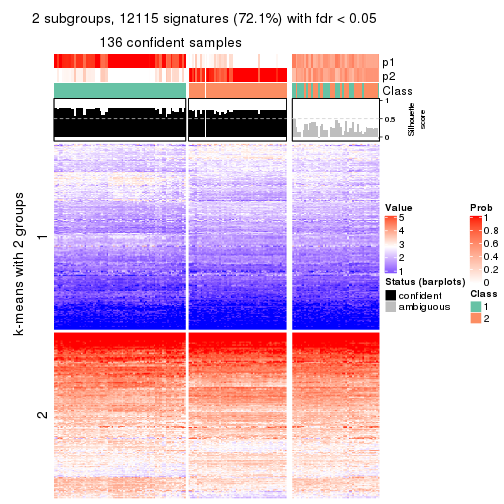 2 subgroups, 12115 signatures (72.1%) with fdr < 0.05
136 confident samples
p1
p2
Class
1
0.5
0
Silhouette
score
k-means with 2 groups
1
2
Value
5
4
3
2
1
Status (barplots)
confident
ambiguous
Prob
1
0.8
0.6
0.4
0.2
0
Class
1
2